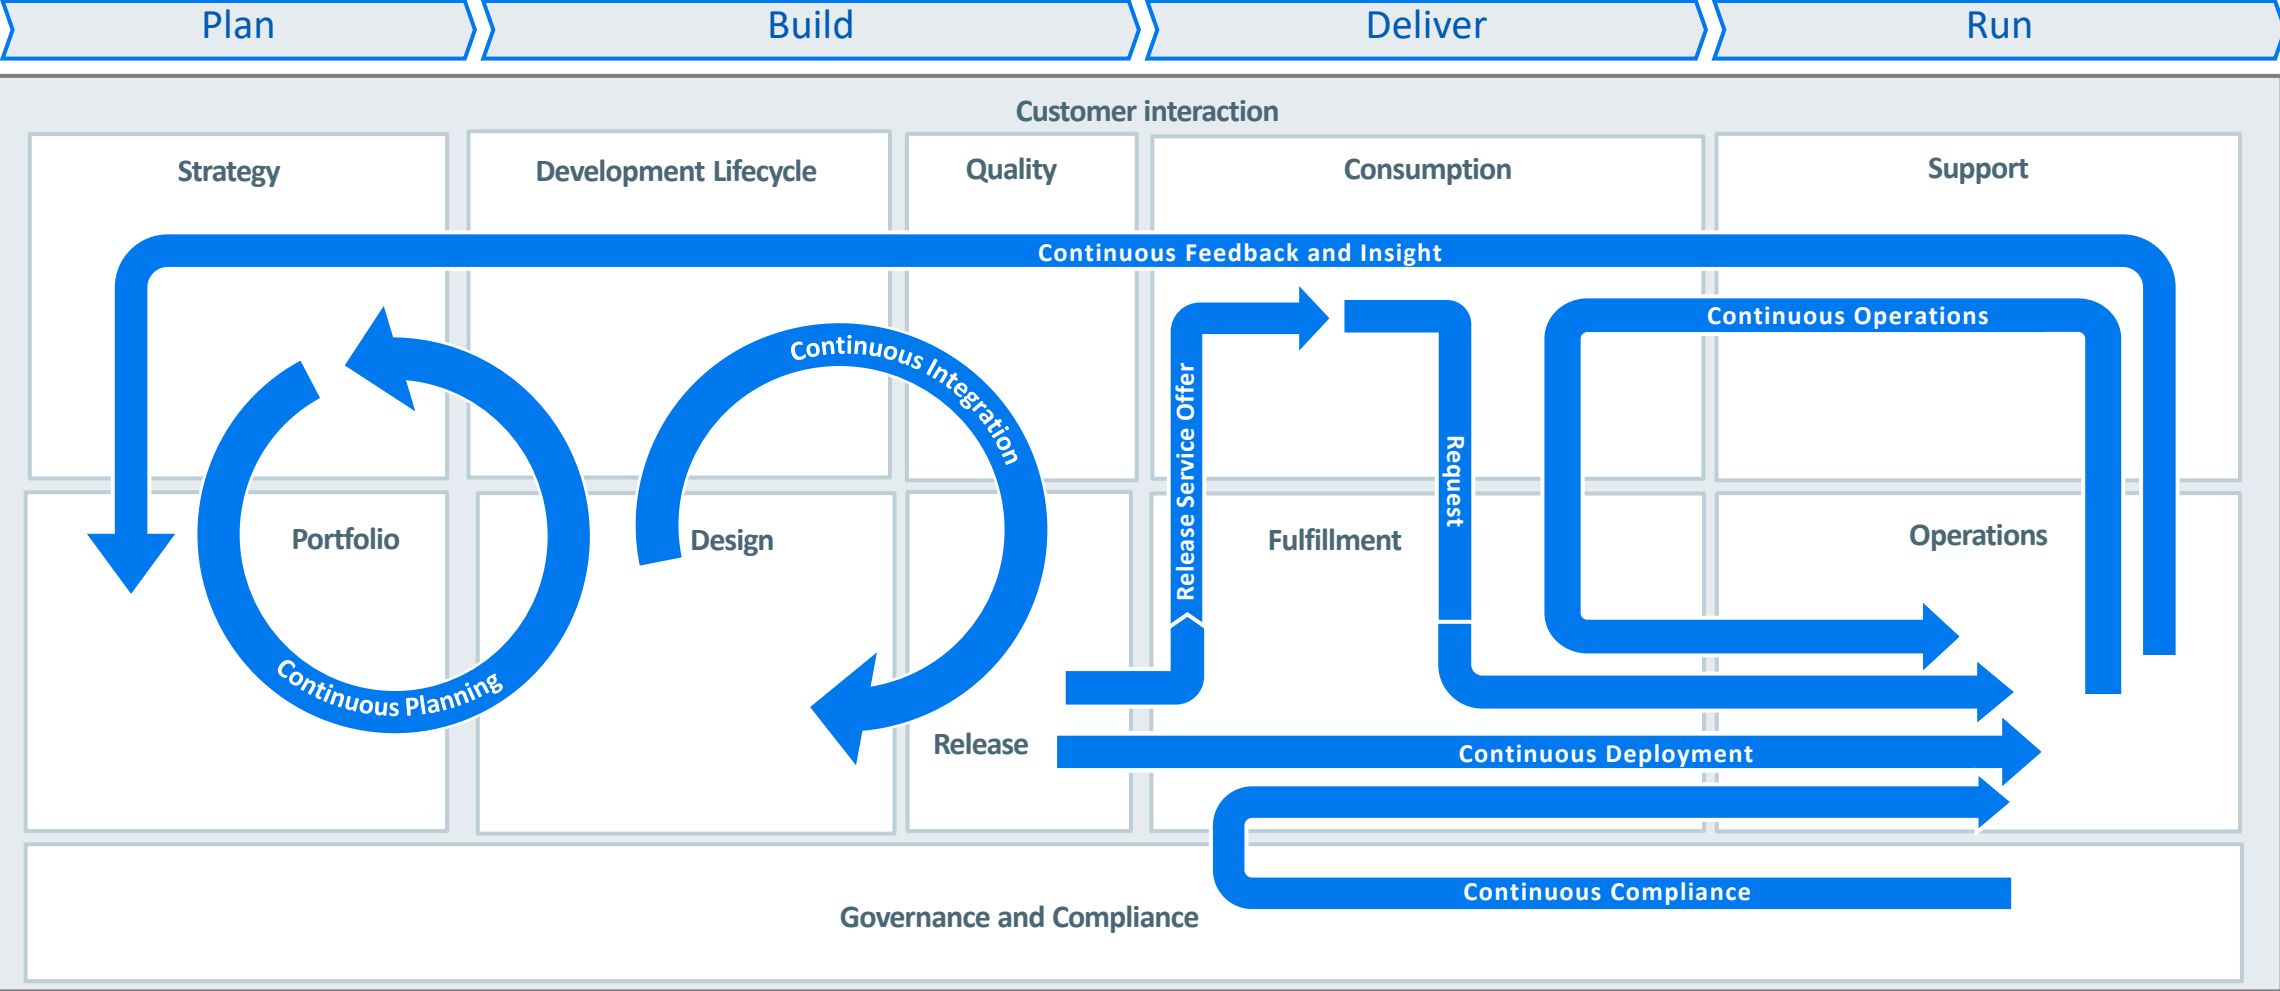 Plan
Build
Deliver
Run
Customer interaction
Strategy
Development Lifecycle
Quality
Consumption
Support
Continuous Feedback and Insight
Continuous Operations
Continuous Integration
Release Service Offer
Request
Portfolio
Design
Fulfillment
Operations
Continuous Planning
Release
Continuous Deployment
Continuous Compliance
Governance and Compliance